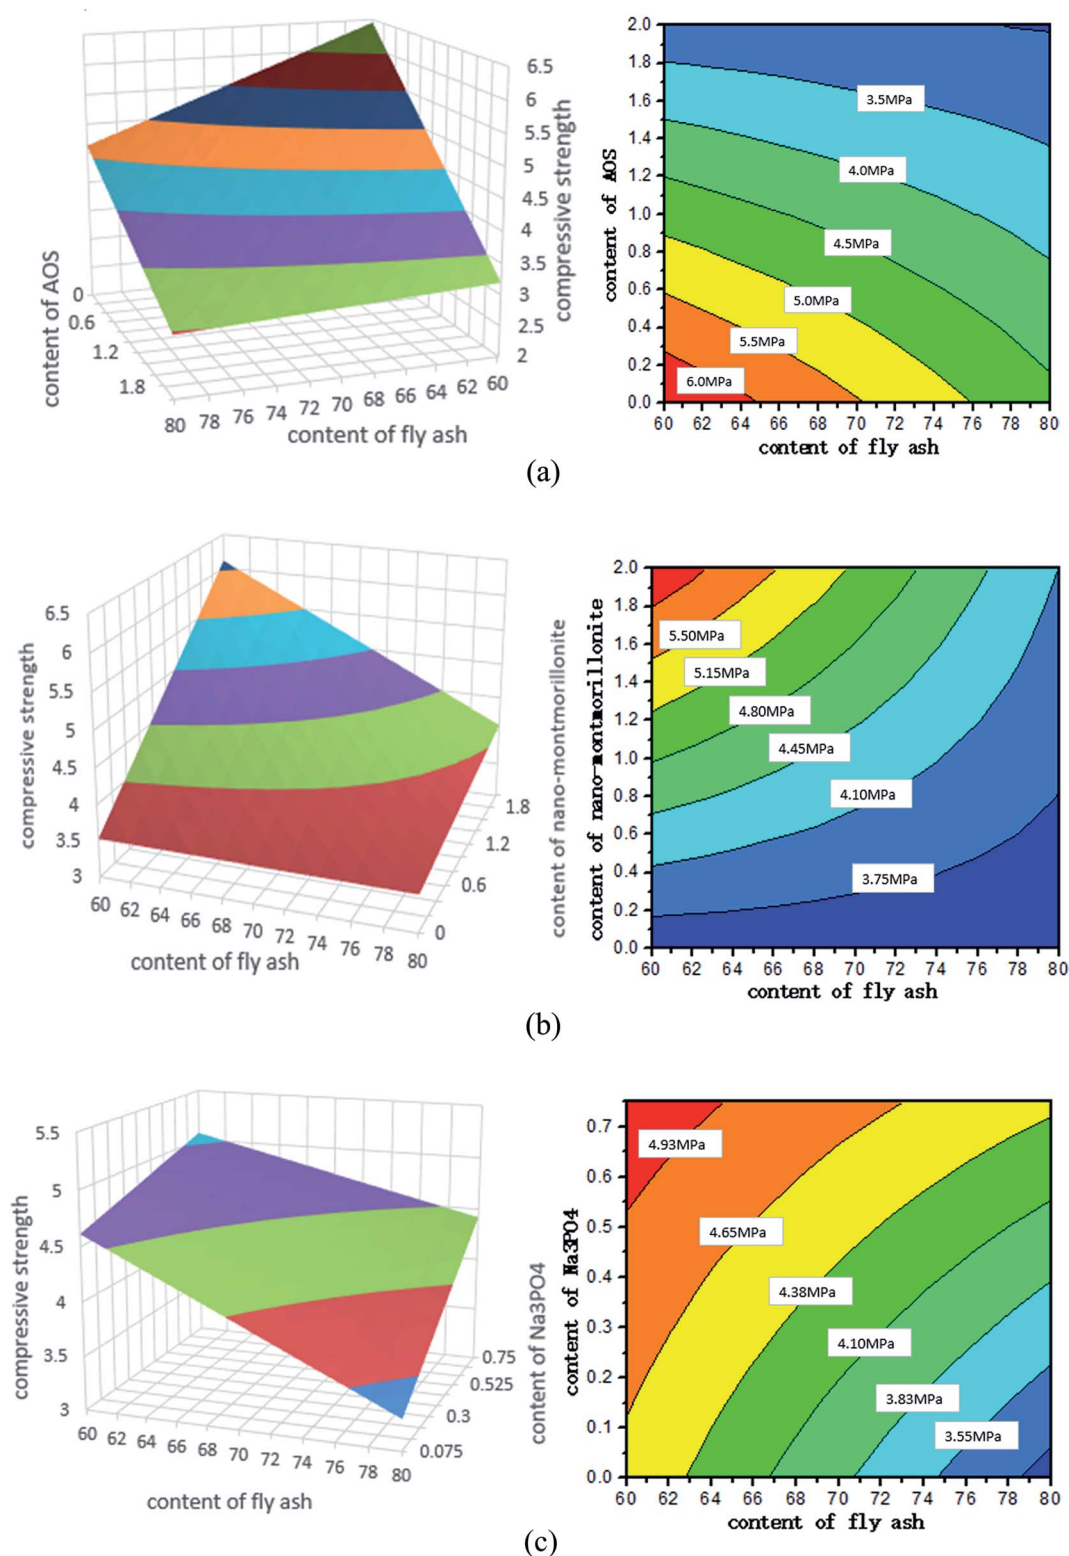 6.5
6
5.5
5
4.5
4
3.5
3
2.5
2
compressive strength
0
0.6
1.2
1.8
content of AOS
80 78 76 74 72 70 68 66 64 62 60
content of fly ash
2.0
1.8
1.6
1.4
1.2
1.0
0.8
0.6
0.4
0.2
0.0
content of AOS
3.5MPa
4.0MPa
4.5MPa
5.0MPa
5.5MPa
6.0MPa
60 62 64 66 68 70 72 74 76 78 80
content of fly ash
(a)
6.5
6
5.5
5
4.5
4
3.5
3
compressive strength
60 62 64 66 68 70 72 74 76 78 80
content of fly ash
1.8
1.2
0.6
0
content of nano-montmorillonite
2.0
1.8
1.6
1.4
1.2
1.0
0.8
0.6
0.4
0.2
0.0
content of nano-montmorillonite
5.50MPa
5.15MPa
4.80MPa
4.45MPa
4.10MPa
3.75MPa
60 62 64 66 68 70 72 74 76 78 80
content of fly ash
(b)
5.5
5
4.5
4
3.5
3
compressive strength
60 62 64 66 68 70 72 74 76 78 80
content of fly ash
0.75
0.525
0.3
0.075
content of Na3PO4
0.7
0.6
0.5
0.4
0.3
0.2
0.1
0.0
content of Na3PO4
4.93MPa
4.65MPa
4.38MPa
4.10MPa
3.83MPa
3.55MPa
60 62 64 66 68 70 72 74 76 78 80
content of fly ash
(c)